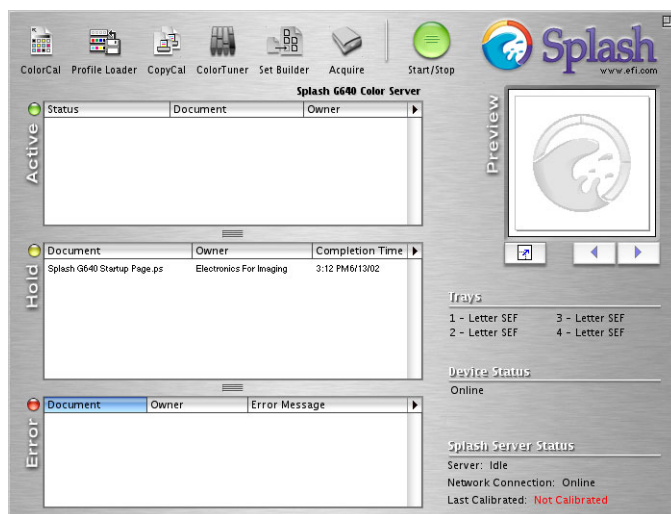 ColorCal Profile Loader CopyCal ColorTuner Set Builder Acquire Start/Stop
Splash
www.efi.com
Splash G640 Color Server
Active
Status Document Owner
Preview
Hold
Document Owner Completion Time
Splash G640 Startup Page.ps Electronics For Imaging 3:12 PM6/13/02
Trays
1 - Letter SEF 3 - Letter SEF
2 - Letter SEF 4 - Letter SEF
Device Status
Online
Error
Document Owner Error Message
Splash Server Status
Server: Idle
Network Connection: Online
Last Calibrated: Not Calibrated